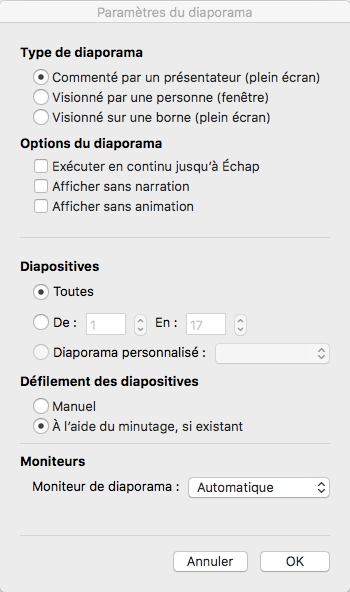 Paramètres du diaporama
Type de diaporama
Commenté par un présentateur (plein écran)
Visionné par une personne (fenêtre)
Visionné sur une borne (plein écran)
Options du diaporama
Exécuter en continu jusqu’à Échap
Afficher sans narration
Afficher sans animation
Diapositives
Toutes
De : 1 En : 17
Diaporama personnalisé :
Défilement des diapositives
Manuel
À l’aide du minutage, si existant
Moniteurs
Moniteur de diaporama : Automatique
Annuler OK